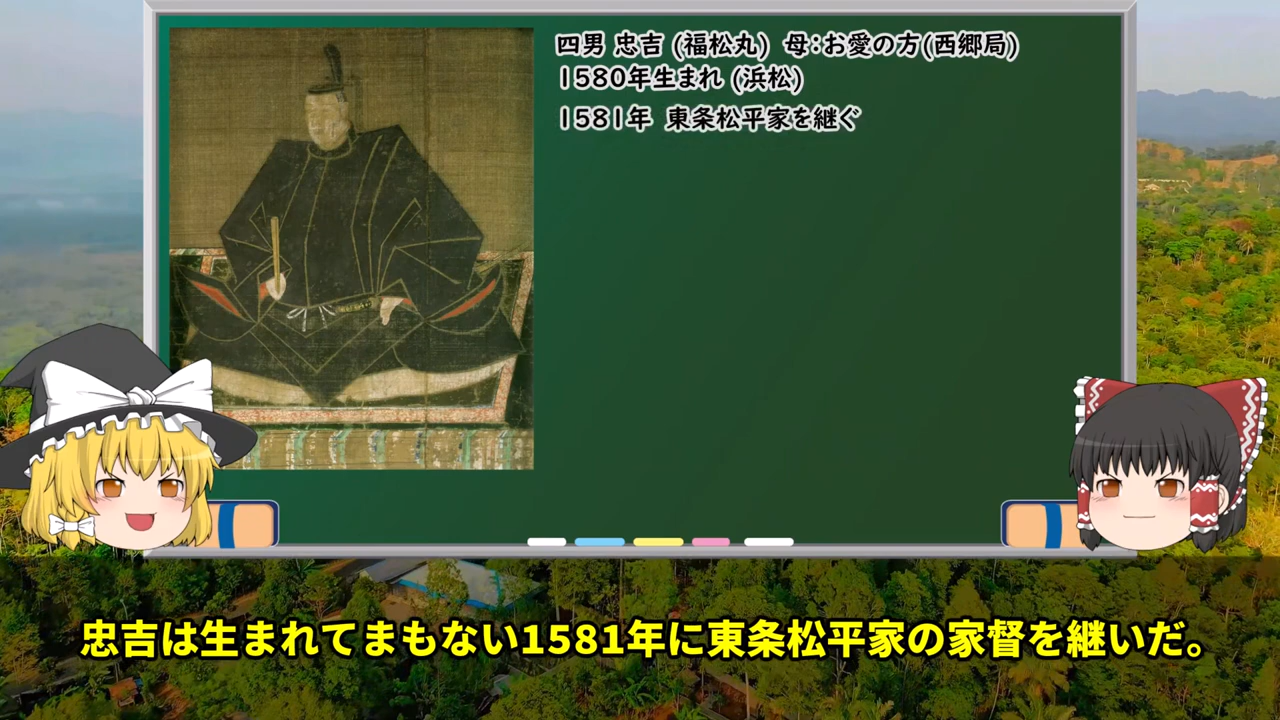 四男 忠吉 (福松丸) 母:お愛の方(西郷局)
1580年生まれ (浜松)
1581年 東条松平家を継ぐ
忠吉は生まれてまもない1581年に東条松平家の家督を継いだ。